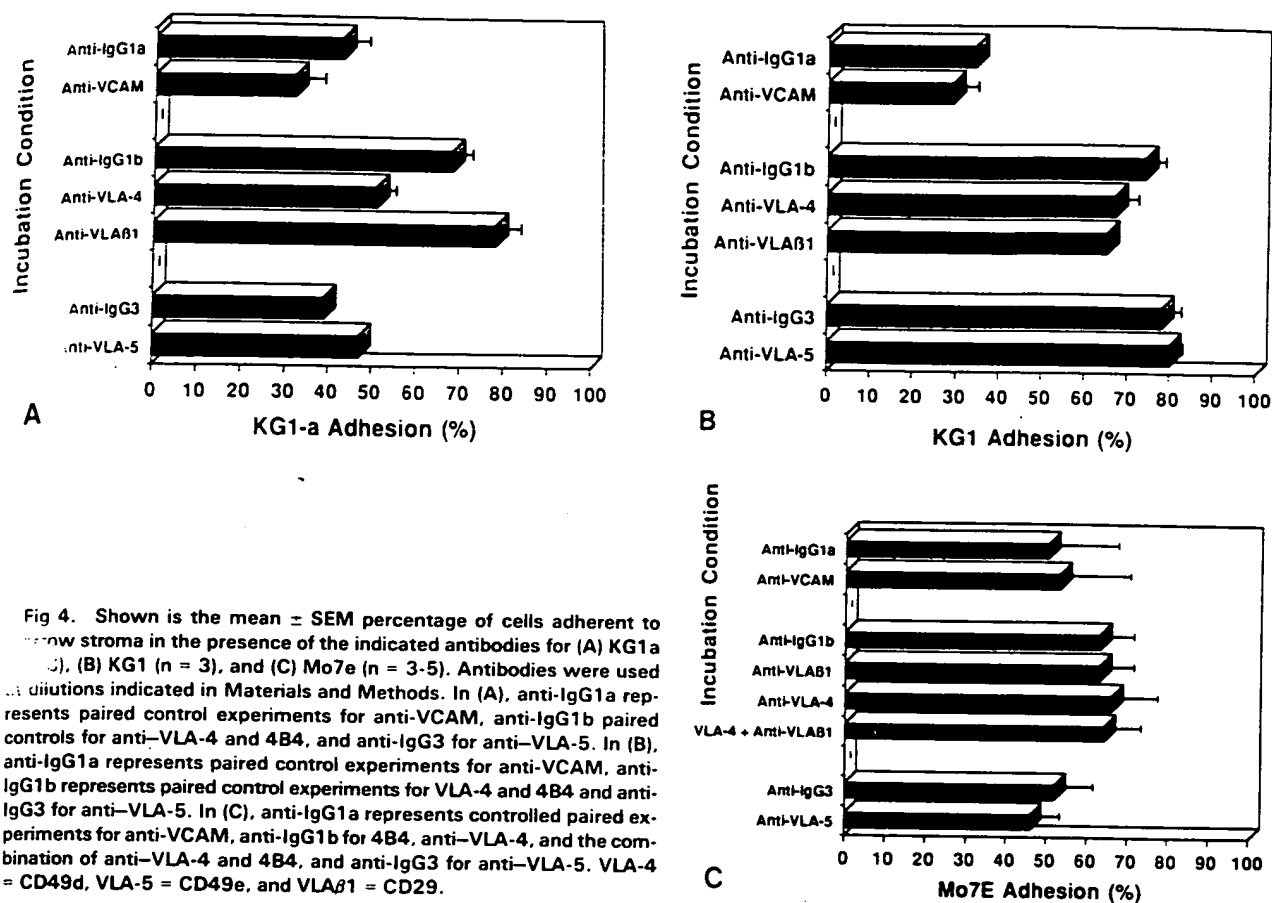 Incubation Condition
Anti-IgG1a
Anti-VCAM
Anti-IgG1b
Anti-VLA-4
Anti-VLAβ1
Anti-IgG3
nti-VLA-5
0 10 20 30 40 50 60 70 80 90 100
A
KG1-a Adhesion (%)
Incubation Condition
Anti-IgG1a
Anti-VCAM
Anti-IgG1b
Anti-VLA-4
Anti-VLAβ1
Anti-IgG3
Anti-VLA-5
0 10 20 30 40 50 60 70 80 90 100
B
KG1 Adhesion (%)
Incubation Condition
Anti-IgG1a
Anti-VCAM
Anti-IgG1b
Anti-VLAβ1
Anti-VLA-4
VLA-4 + Anti-VLAβ1
Anti-IgG3
Anti-VLA-5
0 10 20 30 40 50 60 70 80 90 100
C
Mo7E Adhesion (%)
Fig 4. Shown is the mean ± SEM percentage of cells adherent to
row stroma in the presence of the indicated antibodies for (A) KG1a
), (B) KG1 (n = 3), and (C) Mo7e (n = 3-5). Antibodies were used
dilutions indicated in Materials and Methods. In (A), anti-IgG1a rep-
resents paired control experiments for anti-VCAM, anti-IgG1b paired
controls for anti–VLA-4 and 4B4, and anti-IgG3 for anti–VLA-5. In (B),
anti-IgG1a represents paired control experiments for anti-VCAM, anti-
IgG1b represents paired control experiments for VLA-4 and 4B4 and anti-
IgG3 for anti–VLA-5. In (C), anti-IgG1a represents controlled paired ex-
periments for anti-VCAM, anti-IgG1b for 4B4, anti–VLA-4, and the com-
bination of anti–VLA-4 and 4B4, and anti-IgG3 for anti–VLA-5. VLA-4
= CD49d, VLA-5 = CD49e, and VLAβ1 = CD29.